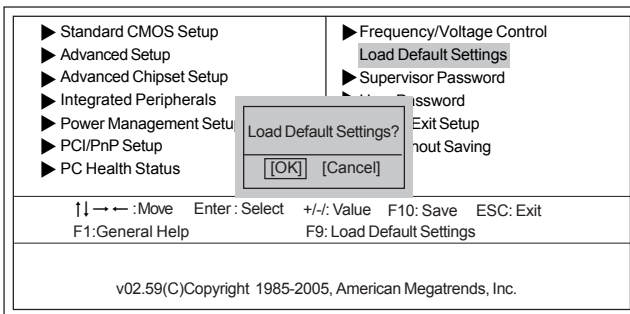 Standard CMOS Setup
Advanced Setup
Advanced Chipset Setup
Integrated Peripherals
Power Management Setu
PCI/PnP Setup
PC Health Status
Frequency/Voltage Control
Load Default Settings
Supervisor Password
Password
Exit Setup
hout Saving
Load Default Settings?
[OK] [Cancel]
↑↓→←:Move Enter : Select +/-/: Value F10: Save ESC: Exit
F1:General Help F9: Load Default Settings
v02.59(C)Copyright 1985-2005, American Megatrends, Inc.